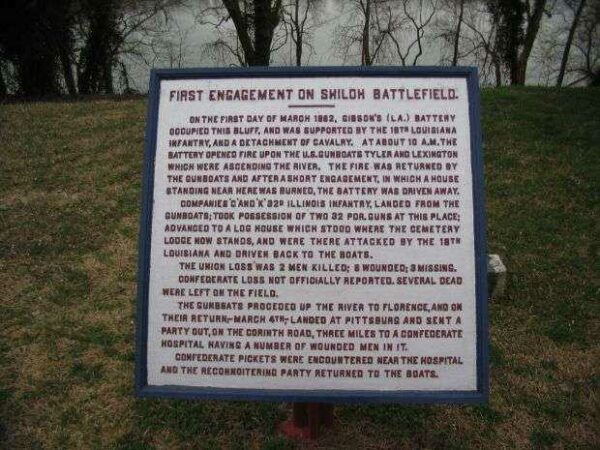 FIRST ENGAGEMENT ON SHILOH BATTLEFIELD.
ON THE FIRST DAY OF MARCH 1862, GIBSON'S (LA.) BATTERY
OCCUPIED THIS BLUFF, AND WAS SUPPORTED BY THE 18TH LOUISIANA
INFANTRY, AND A DETACHMENT OF CAVALRY. AT ABOUT 10 A.M. THE
BATTERY OPENED FIRE UPON THE U.S. GUNBOATS TYLER AND LEXINGTON
WHICH WERE ASCENDING THE RIVER. THE FIRE WAS RETURNED BY
THE GUNBOATS AND AFTER A SHORT ENGAGEMENT, IN WHICH A HOUSE
STANDING NEAR HERE WAS BURNED, THE BATTERY WAS DRIVEN AWAY.
COMPANIES "C" AND "K" 32D ILLINOIS INFANTRY, LANDED FROM THE
GUNBOATS; TOOK POSSESSION OF TWO 32 PDR. GUNS AT THIS PLACE;
ADVANCED TO A LOG HOUSE WHICH STOOD WHERE THE CEMETERY
LODGE NOW STANDS, AND WERE THERE ATTACKED BY THE 18TH
LOUISIANA AND DRIVEN BACK TO THE BOATS.
THE UNION LOSS WAS 2 MEN KILLED; 6 WOUNDED; 3 MISSING.
CONFEDERATE LOSS NOT OFFICIALLY REPORTED. SEVERAL DEAD
WERE LEFT ON THE FIELD.
THE GUNBOATS PROCEDED UP THE RIVER TO FLORENCE, AND ON
THEIR RETURN,-MARCH 4TH,-LANDED AT PITTSBURG AND SENT A
PARTY OUT, ON THE CORINTH ROAD, THREE MILES TO A CONFEDERATE
HOSPITAL HAVING A NUMBER OF WOUNDED MEN IN IT.
CONFEDERATE PICKETS WERE ENCOUNTERED NEAR THE HOSPITAL
AND THE RECONNOITERING PARTY RETURNED TO THE BOATS.